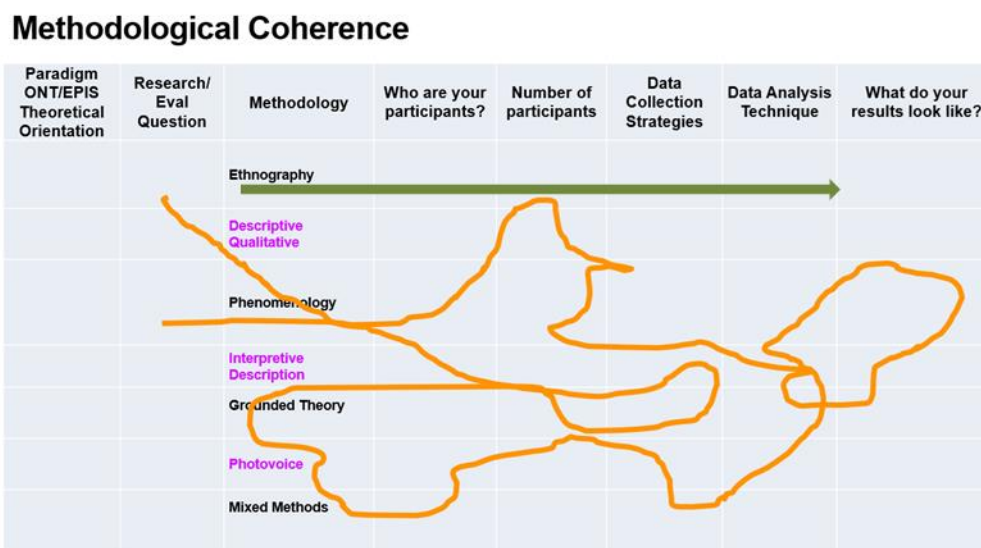 Methodological Coherence
Paradigm
ONT/EPIS
Theoretical
Orientation
Research/
Eval
Question
Methodology
Who are your
participants?
Number of
participants
Data
Collection
Strategies
Data Analysis
Technique
What do your
results look like?
Ethnography
Descriptive
Qualitative
Phenomenology
Interpretive
Description
Grounded Theory
Photovoice
Mixed Methods